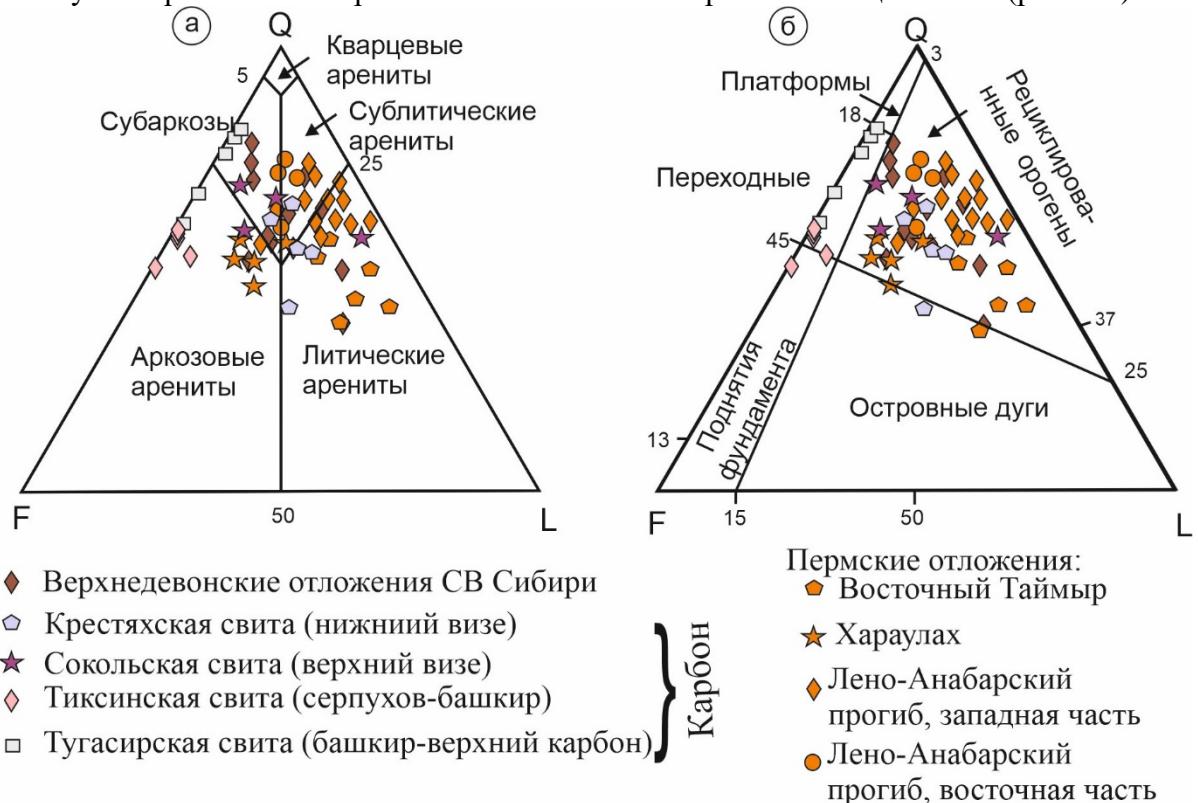 а
Q
5
Кварцевые
арениты
Субаркозы
Сублитические
арениты
25
Аркозовые
арениты
Литические
арениты
F
50
L
б
Q
3
Платформы
18
Рециклирова-
нные орогены
Переходные
45
37
25
Поднятия
фундамента
Островные дуги
13
F
15
50
L
Верхнедевонские отложения СВ Сибири
Крестяхская свита (нижниий визе)
Сокольская свита (верхний визе)
Тиксинская свита (серпухов-башкир)
Тугасирская свита (башкир-верхний карбон)
Карбон
Пермские отложения:
Восточный Таймыр
Хараулах
Лено-Анабарский
прогиб, западная часть
Лено-Анабарский
прогиб, восточная часть